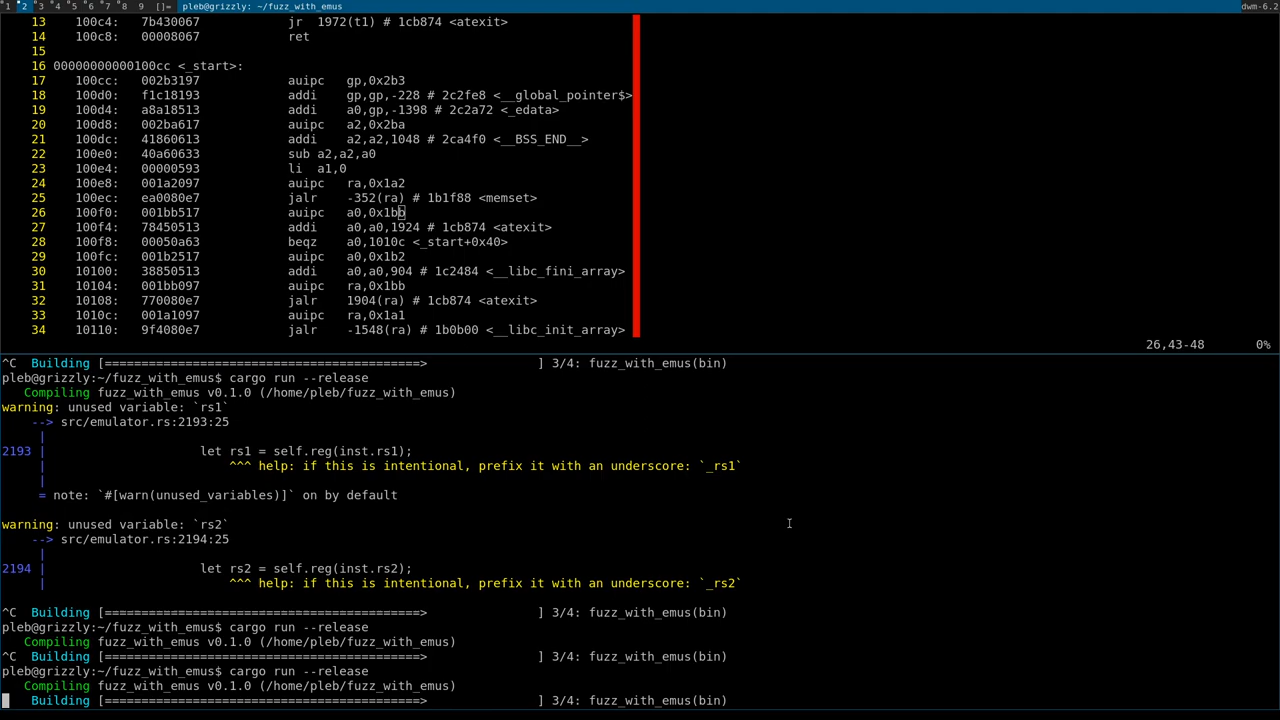 1 2 3 4 5 6 7 8 9 []= pleb@grizzly: ~/fuzz_with_emus dwm-6.2
13 100c4: 7b430067 jr 1972(t1) # 1cb874 <atexit>
14 100c8: 00008067 ret
15
16 00000000000100cc <_start>:
17 100cc: 002b3197 auipc gp,0x2b3
18 100d0: f1c18193 addi gp,gp,-228 # 2c2fe8 <__global_pointer$>
19 100d4: a8a18513 addi a0,gp,-1398 # 2c2a72 <_edata>
20 100d8: 002ba617 auipc a2,0x2ba
21 100dc: 41860613 addi a2,a2,1048 # 2ca4f0 <__BSS_END__>
22 100e0: 40a60633 sub a2,a2,a0
23 100e4: 00000593 li a1,0
24 100e8: 001a2097 auipc ra,0x1a2
25 100ec: ea0080e7 jalr -352(ra) # 1b1f88 <memset>
26 100f0: 001bb517 auipc a0,0x1bb
27 100f4: 78450513 addi a0,a0,1924 # 1cb874 <atexit>
28 100f8: 00050a63 beqz a0,1010c <_start+0x40>
29 100fc: 001b2517 auipc a0,0x1b2
30 10100: 38850513 addi a0,a0,904 # 1c2484 <__libc_fini_array>
31 10104: 001bb097 auipc ra,0x1bb
32 10108: 770080e7 jalr 1904(ra) # 1cb874 <atexit>
33 1010c: 001a1097 auipc ra,0x1a1
34 10110: 9f4080e7 jalr -1548(ra) # 1b0b00 <__libc_init_array>
26,43-48 0%
^C Building [========================================> ] 3/4: fuzz_with_emus(bin)
pleb@grizzly:~/fuzz_with_emus$ cargo run --release
Compiling fuzz_with_emus v0.1.0 (/home/pleb/fuzz_with_emus)
warning: unused variable: `rs1`
--> src/emulator.rs:2193:25
|
2193 | let rs1 = self.reg(inst.rs1);
| ^^^ help: if this is intentional, prefix it with an underscore: `_rs1`
|
= note: `#[warn(unused_variables)]` on by default
warning: unused variable: `rs2`
--> src/emulator.rs:2194:25
|
2194 | let rs2 = self.reg(inst.rs2);
| ^^^ help: if this is intentional, prefix it with an underscore: `_rs2`
^C Building [========================================> ] 3/4: fuzz_with_emus(bin)
pleb@grizzly:~/fuzz_with_emus$ cargo run --release
Compiling fuzz_with_emus v0.1.0 (/home/pleb/fuzz_with_emus)
^C Building [========================================> ] 3/4: fuzz_with_emus(bin)
pleb@grizzly:~/fuzz_with_emus$ cargo run --release
Compiling fuzz_with_emus v0.1.0 (/home/pleb/fuzz_with_emus)
Building [========================================> ] 3/4: fuzz_with_emus(bin)